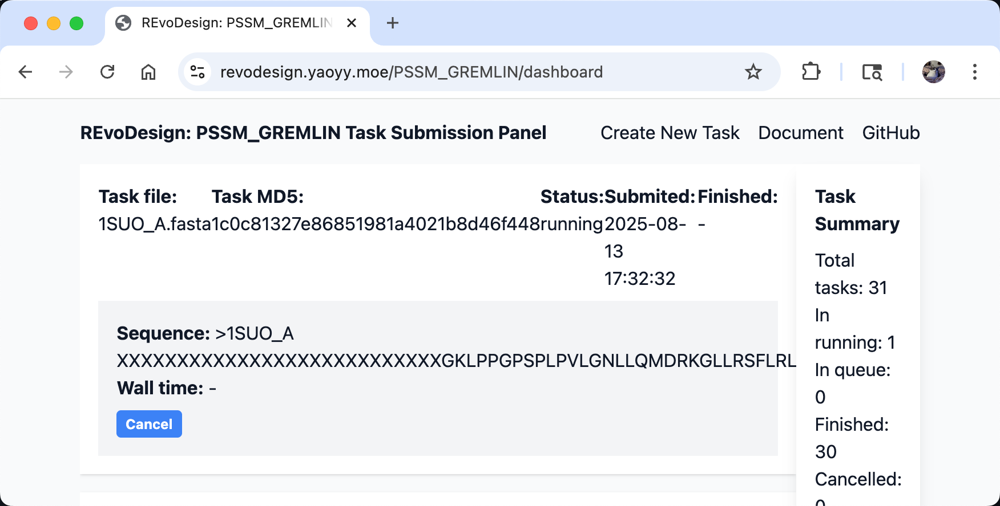 REvoDesign: PSSM_GREMLIN
revodesign.yaoyy.moe/PSSM_GREMLIN/dashboard
REvoDesign: PSSM_GREMLIN Task Submission Panel
Create New Task
Document
GitHub
Task file:
1SUO_A.fasta
Task MD5:
1c0c81327e86851981a4021b8d46f448
Status:
running
Submited:
2025-08-
13
17:32:32
Finished:
-
Sequence: >1SUO_A
XXXXXXXXXXXXXXXXXXXXXXXXXXXGKLPPGPSPLPVLGNLLQMDRKGLLRSFLRL
Wall time: -
Cancel
Task
Summary
Total
tasks: 31
In
running: 1
In queue:
0
Finished:
30
Cancelled:
0